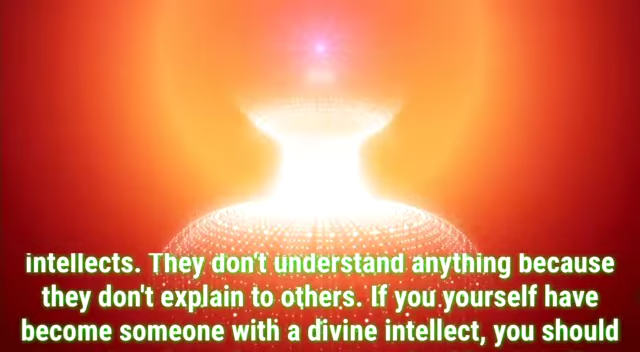 intellects. They don't understand anything because
they don't explain to others. If you yourself have
become someone with a divine intellect, you should